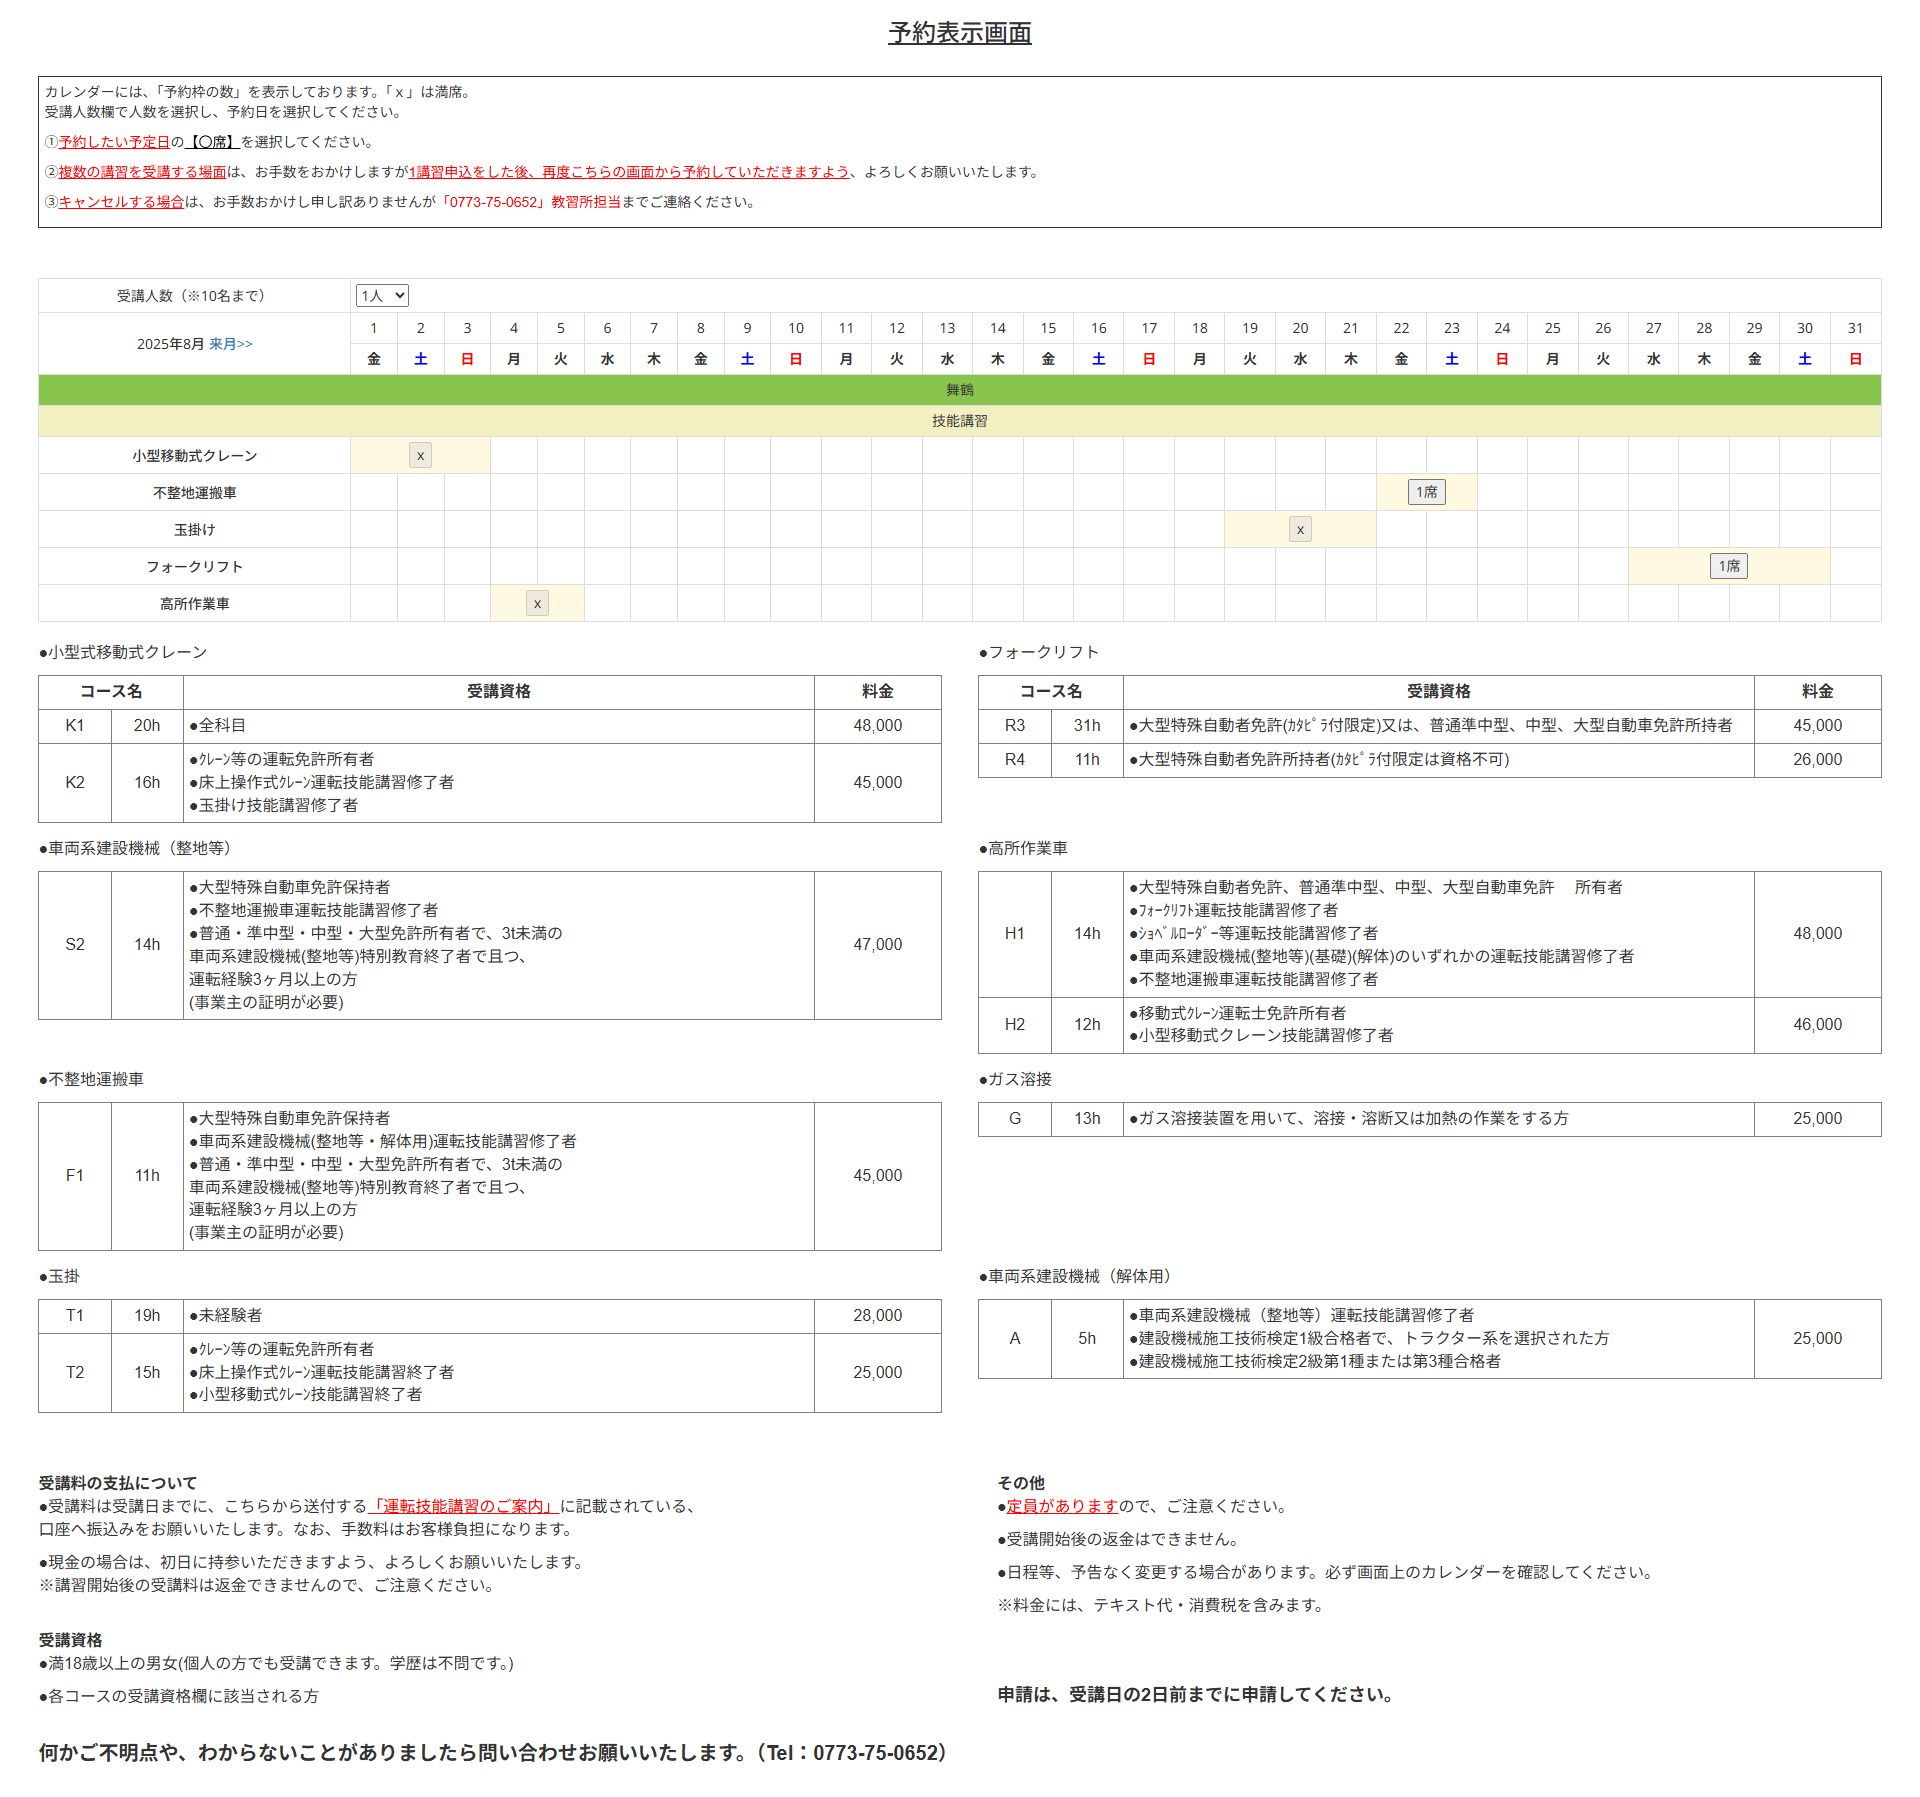 予約表示画面
カレンダーには、「予約枠の数」を表示しております。「ｘ」は満席。
受講人数欄で人数を選択し、予約日を選択してください。
①予約したい予定日の【〇席】を選択してください。
②複数の講習を受講する場面は、お手数をおかけしますが1講習申込をした後、再度こちらの画面から予約していただきますよう、よろしくお願いいたします。
③キャンセルする場合は、お手数おかけし申し訳ありませんが「0773-75-0652」教習所担当までご連絡ください。
受講人数（※10名まで） 1人
2025年8月 来月>> 1 2 3 4 5 6 7 8 9 10 11 12 13 14 15 16 17 18 19 20 21 22 23 24 25 26 27 28 29 30 31
金 土 日 月 火 水 木 金 土 日 月 火 水 木 金 土 日 月 火 水 木 金 土 日 月 火 水 木 金 土 日
舞鶴
技能講習
小型移動式クレーン x
不整地運搬車 1席
玉掛け x
フォークリフト 1席
高所作業車 x
●小型式移動式クレーン
コース名 受講資格 料金
K1 20h ●全科目 48,000
K2 16h ●ｸﾚｰﾝ等の運転免許所有者
●床上操作式ｸﾚｰﾝ運転技能講習修了者
●玉掛け技能講習修了者 45,000
●フォークリフト
コース名 受講資格 料金
R3 31h ●大型特殊自動者免許(ｶﾀﾋﾟﾗ付限定)又は、普通準中型、中型、大型自動車免許所持者 45,000
R4 11h ●大型特殊自動者免許所持者(ｶﾀﾋﾟﾗ付限定は資格不可) 26,000
●車両系建設機械（整地等）
S2 14h ●大型特殊自動車免許保持者
●不整地運搬車運転技能講習修了者
●普通・準中型・中型・大型免許所有者で、3t未満の
車両系建設機械(整地等)特別教育終了者で且つ、
運転経験3ヶ月以上の方
(事業主の証明が必要) 47,000
●高所作業車
H1 14h ●大型特殊自動者免許、普通準中型、中型、大型自動車免許　所有者
●ﾌｫｰｸﾘﾌﾄ運転技能講習修了者
●ｼｮﾍﾞﾙﾛｰﾀﾞｰ等運転技能講習修了者
●車両系建設機械(整地等)(基礎)(解体)のいずれかの運転技能講習修了者
●不整地運搬車運転技能講習修了者 48,000
H2 12h ●移動式ｸﾚｰﾝ運転士免許所有者
●小型移動式クレーン技能講習修了者 46,000
●不整地運搬車
F1 11h ●大型特殊自動車免許保持者
●車両系建設機械(整地等・解体用)運転技能講習修了者
●普通・準中型・中型・大型免許所有者で、3t未満の
車両系建設機械(整地等)特別教育終了者で且つ、
運転経験3ヶ月以上の方
(事業主の証明が必要) 45,000
●ガス溶接
G 13h ●ガス溶接装置を用いて、溶接・溶断又は加熱の作業をする方 25,000
●玉掛
T1 19h ●未経験者 28,000
T2 15h ●ｸﾚｰﾝ等の運転免許所有者
●床上操作式ｸﾚｰﾝ運転技能講習終了者
●小型移動式ｸﾚｰﾝ技能講習終了者 25,000
●車両系建設機械（解体用）
A 5h ●車両系建設機械（整地等）運転技能講習修了者
●建設機械施工技術検定1級合格者で、トラクター系を選択された方
●建設機械施工技術検定2級第1種または第3種合格者 25,000
受講料の支払について
●受講料は受講日までに、こちらから送付する「運転技能講習のご案内」に記載されている、
口座へ振込みをお願いいたします。なお、手数料はお客様負担になります。
●現金の場合は、初日に持参いただきますよう、よろしくお願いいたします。
※講習開始後の受講料は返金できませんので、ご注意ください。
受講資格
●満18歳以上の男女(個人の方でも受講できます。学歴は不問です。)
●各コースの受講資格欄に該当される方
その他
●定員がありますので、ご注意ください。
●受講開始後の返金はできません。
●日程等、予告なく変更する場合があります。必ず画面上のカレンダーを確認してください。
※料金には、テキスト代・消費税を含みます。
申請は、受講日の2日前までに申請してください。
何かご不明点や、わからないことがありましたら問い合わせお願いいたします。（Tel：0773-75-0652）